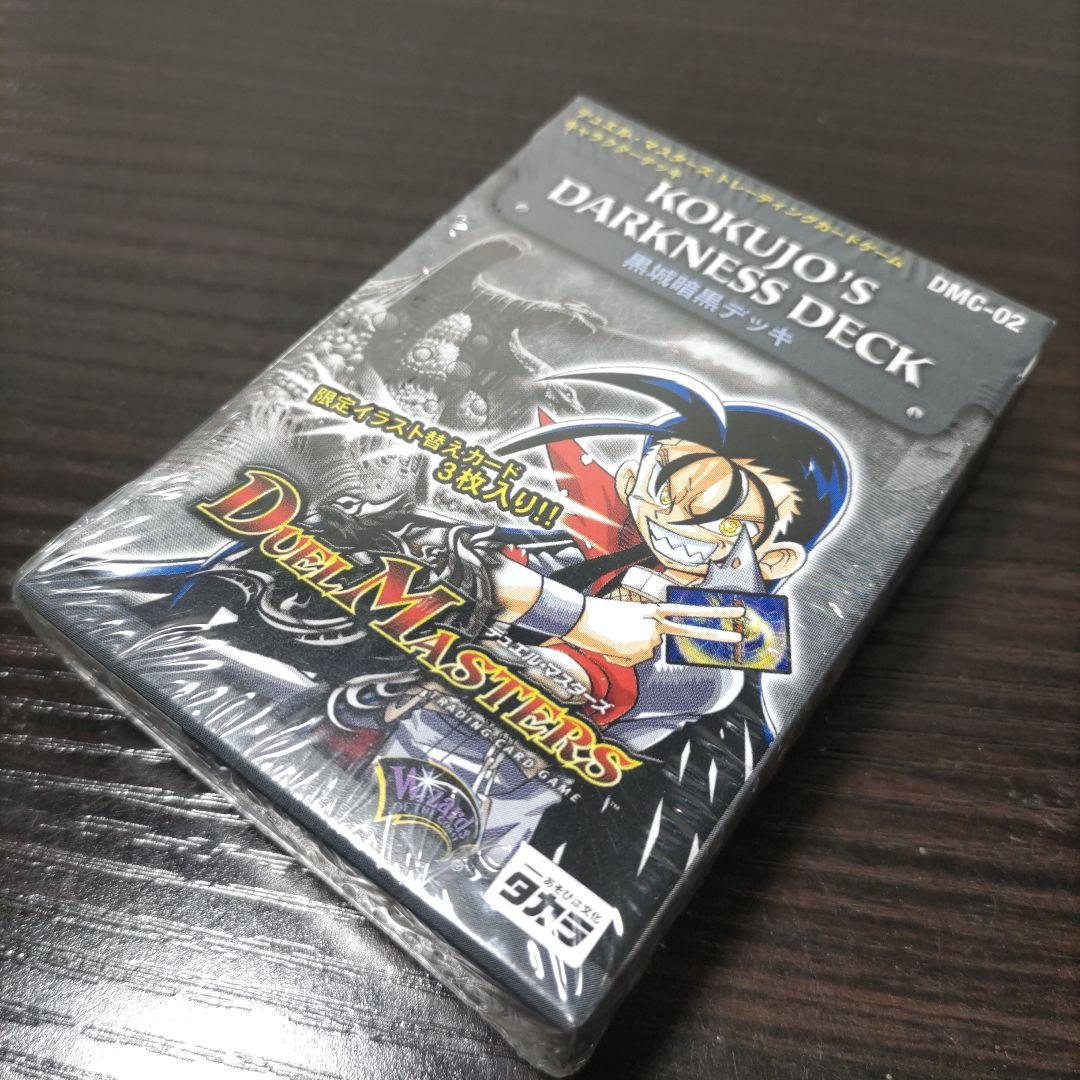 デュエル・マスターズ トレーディングカードゲーム
キャラクターデッキ
DMC-02
KOKUJO'S
DARKNESS DECK
黒城暗黒デッキ
限定イラスト替えカード
3枚入り!!
DUEL MASTERS
デュエル・マスターズ
TRADING CARD GAME
TM
Wizards
OF THE COAST
あそびは文化
タカラ